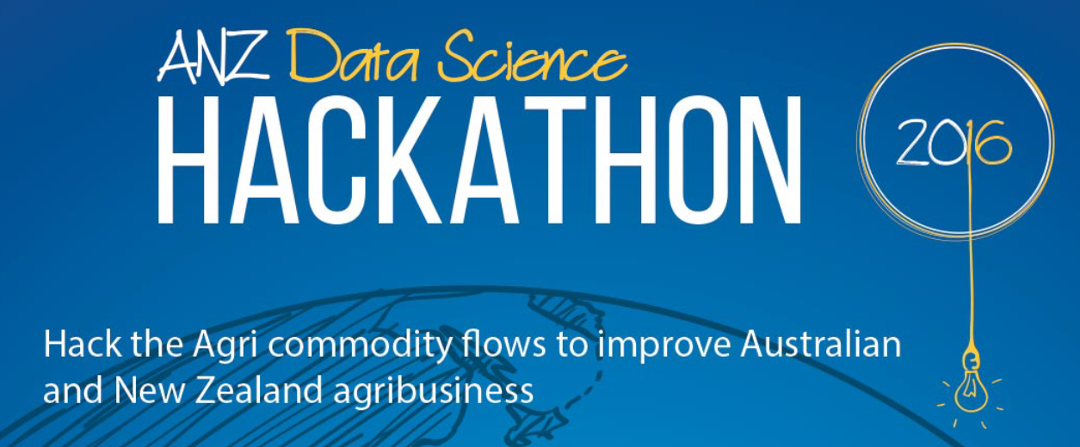 ANZ Data Science
HACKATHON
2016
Hack the Agri commodity flows to improve Australian
and New Zealand agribusiness